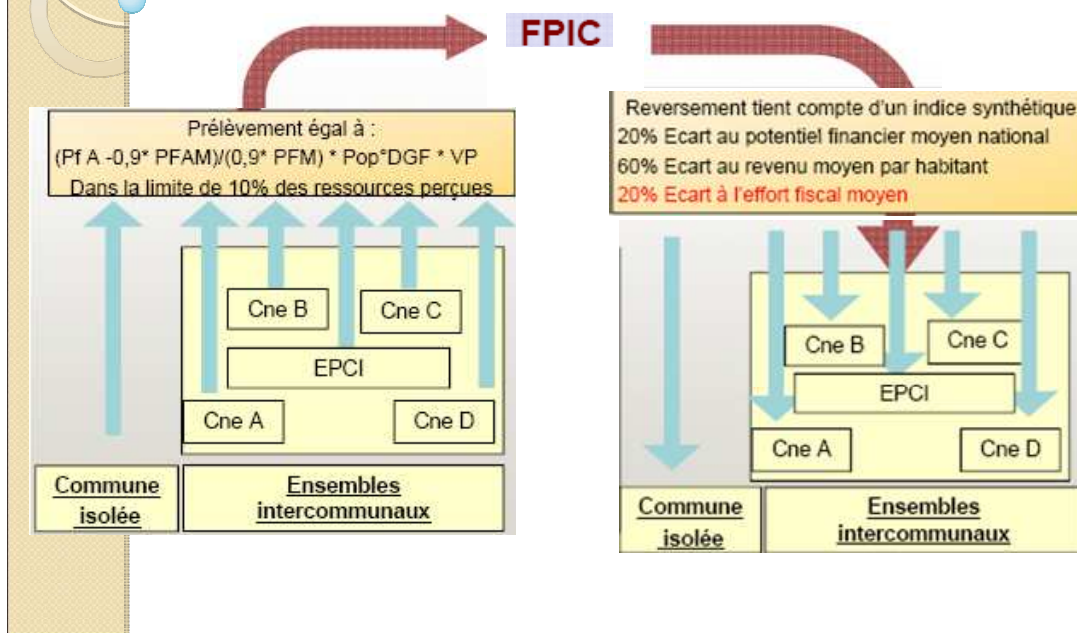 FPIC
Prélèvement égal à :
(Pf A -0,9* PFAM)/(0,9* PFM) * Pop°DGF * VP
Dans la limite de 10% des ressources perçues
Cne B
Cne C
EPCI
Cne A
Cne D
Commune
isolée
Ensembles
intercommunaux
Reversement tient compte d'un indice synthétique
20% Ecart au potentiel financier moyen national
60% Ecart au revenu moyen par habitant
20% Ecart à l'effort fiscal moyen
Cne B
Cne C
EPCI
Cne A
Cne D
Commune
isolée
Ensembles
intercommunaux